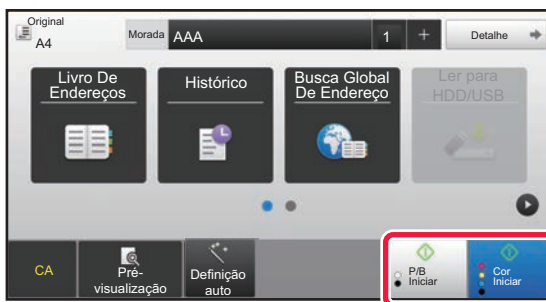 Original
A4
Morada
AAA
1
+
Detalhe
Livro De
Endereços
Histórico
Busca Global
De Endereço
Ler para
HDD/USB
CA
Pré-
visualização
Definição
auto
P/B
Iniciar
Cor
Iniciar